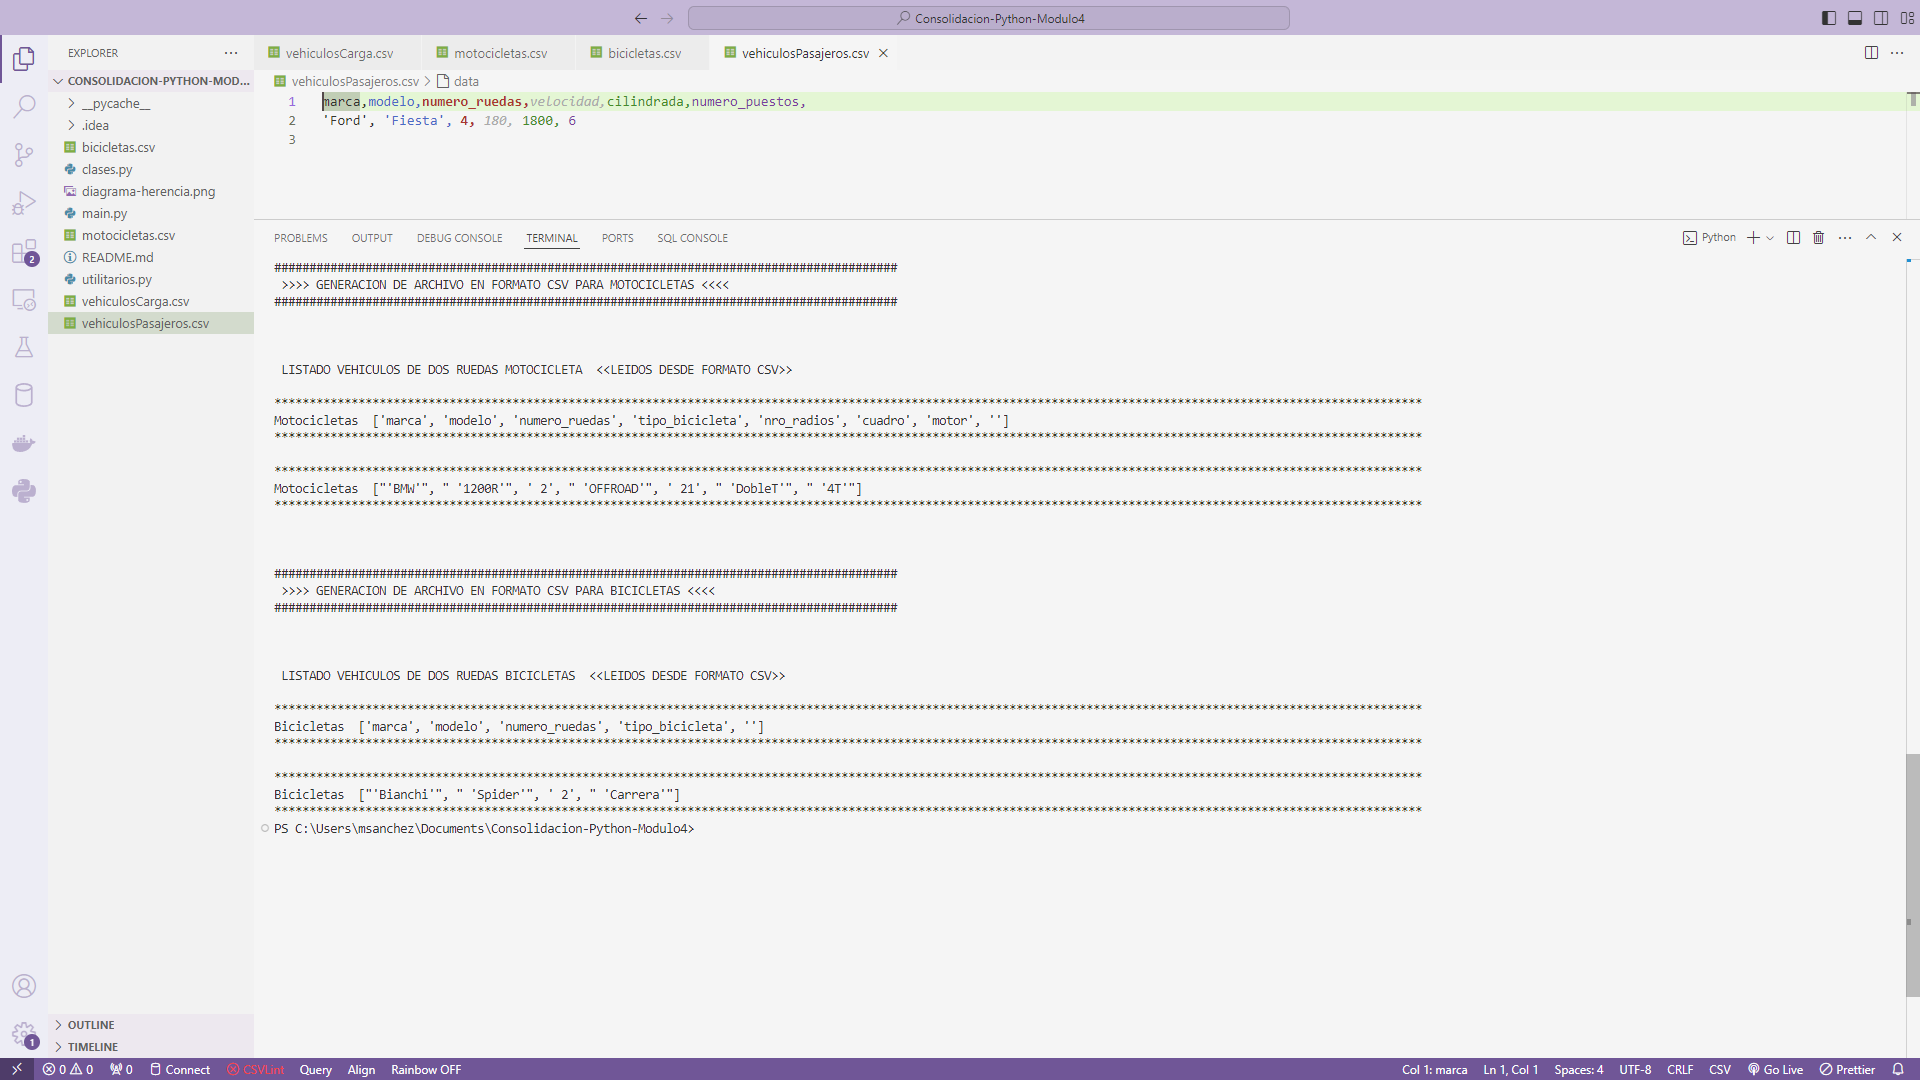 Consolidacion-Python-Modulo4
EXPLORER
CONSOLIDACION-PYTHON-MOD...
__pycache__
.idea
bicicletas.csv
clases.py
diagrama-herencia.png
main.py
motocicletas.csv
README.md
utilitarios.py
vehiculosCarga.csv
vehiculosPasajeros.csv
OUTLINE
TIMELINE
2
1
vehiculosCarga.csv motocicletas.csv bicicletas.csv vehiculosPasajeros.csv
vehiculosPasajeros.csv > data
1 marca,modelo,numero_ruedas,velocidad,cilindrada,numero_puestos,
2 'Ford', 'Fiesta', 4, 180, 1800, 6
3
PROBLEMS OUTPUT DEBUG CONSOLE TERMINAL PORTS SQL CONSOLE Python
#########################################################################################
>>>> GENERACION DE ARCHIVO EN FORMATO CSV PARA MOTOCICLETAS <<<<
#########################################################################################
LISTADO VEHICULOS DE DOS RUEDAS MOTOCICLETA  <<LEIDOS DESDE FORMATO CSV>>
********************************************************************************************************************************************************************
Motocicletas  ['marca', 'modelo', 'numero_ruedas', 'tipo_bicicleta', 'nro_radios', 'cuadro', 'motor', '']
********************************************************************************************************************************************************************
********************************************************************************************************************************************************************
Motocicletas  ["'BMW'", " '1200R'", ' 2', " 'OFFROAD'", ' 21', " 'DobleT'", " '4T'"]
********************************************************************************************************************************************************************
#########################################################################################
>>>> GENERACION DE ARCHIVO EN FORMATO CSV PARA BICICLETAS <<<<
#########################################################################################
LISTADO VEHICULOS DE DOS RUEDAS BICICLETAS  <<LEIDOS DESDE FORMATO CSV>>
********************************************************************************************************************************************************************
Bicicletas  ['marca', 'modelo', 'numero_ruedas', 'tipo_bicicleta', '']
********************************************************************************************************************************************************************
********************************************************************************************************************************************************************
Bicicletas  ["'Bianchi'", " 'Spider'", ' 2', " 'Carrera'"]
********************************************************************************************************************************************************************
PS C:\Users\msanchez\Documents\Consolidacion-Python-Modulo4>
0 0 0 Connect CSVLint Query Align Rainbow OFF Col 1: marca Ln 1, Col 1 Spaces: 4 UTF-8 CRLF CSV Go Live Prettier